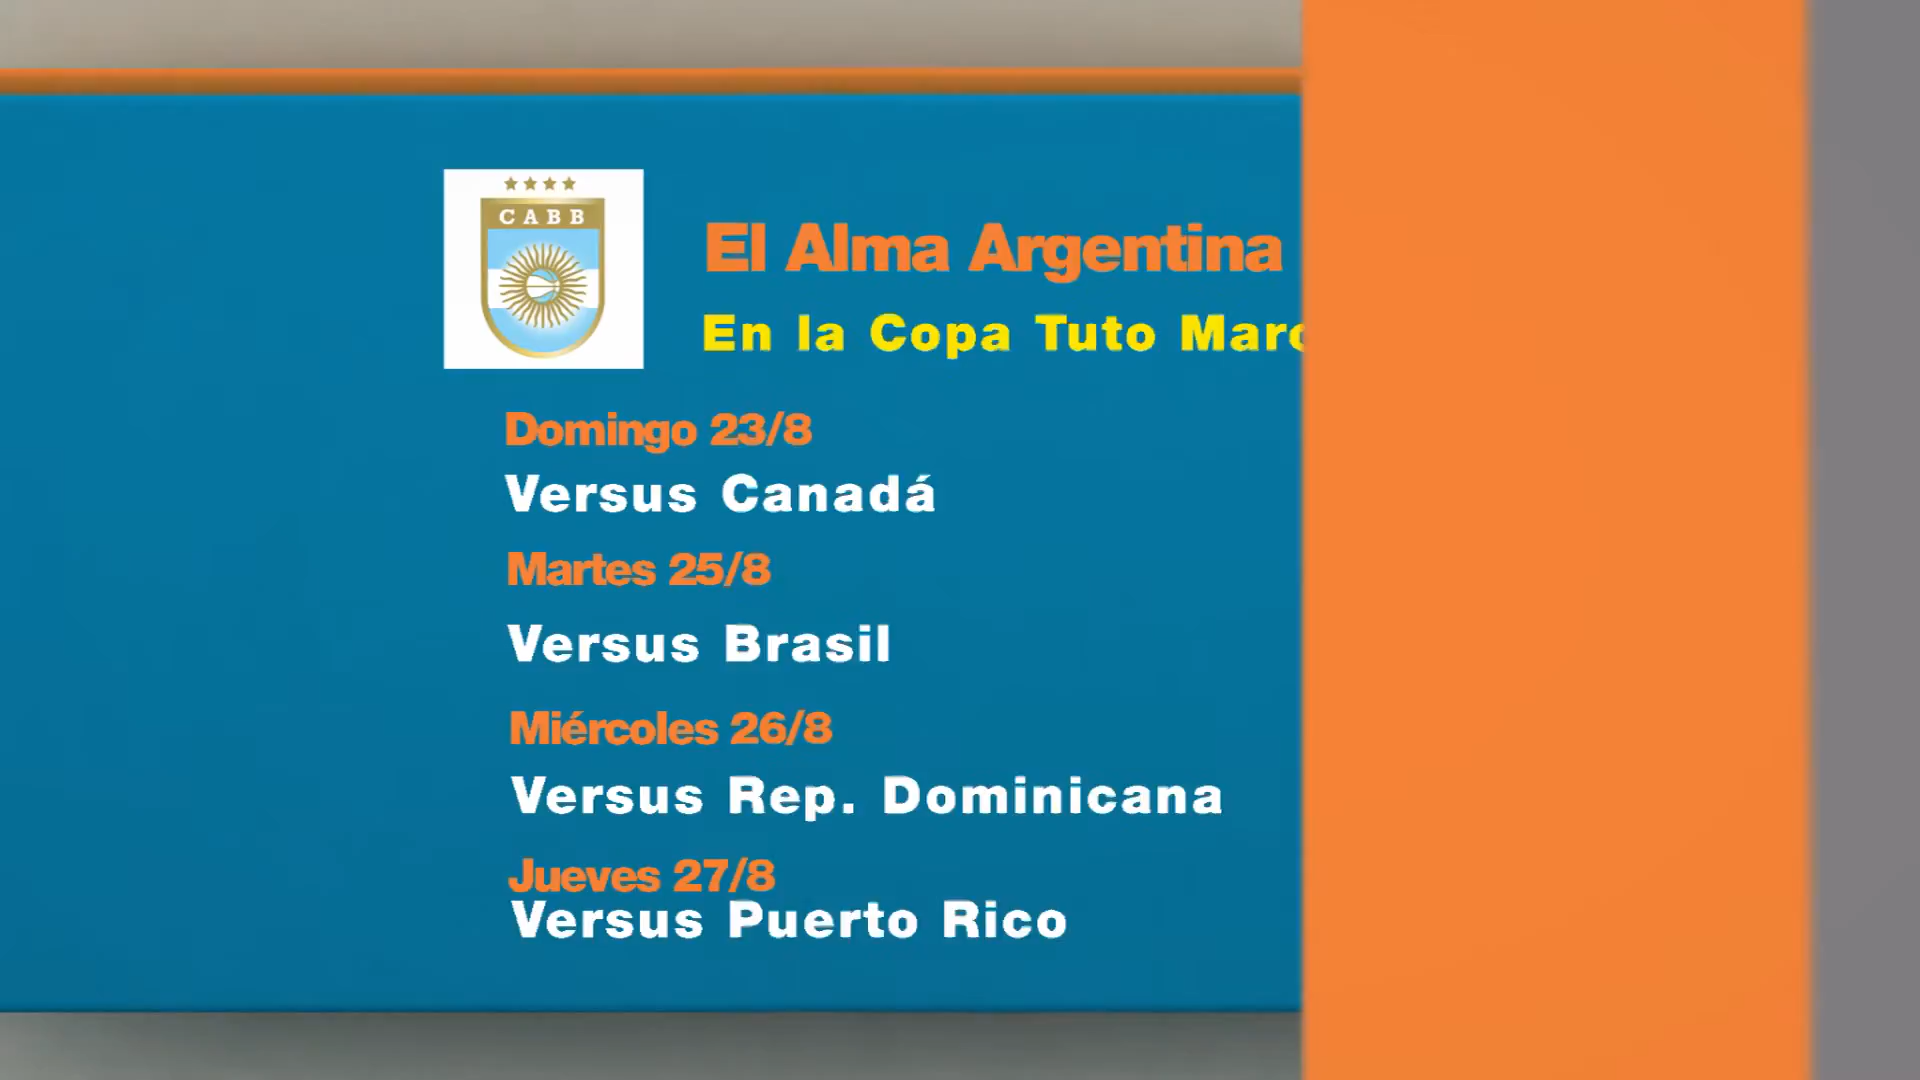 CABB
El Alma Argentina
En la Copa Tuto
Domingo 23/8
Versus Canadá
Martes 25/8
Versus Brasil
Miércoles 26/8
Versus Rep. Dominicana
Jueves 27/8
Versus Puerto Rico